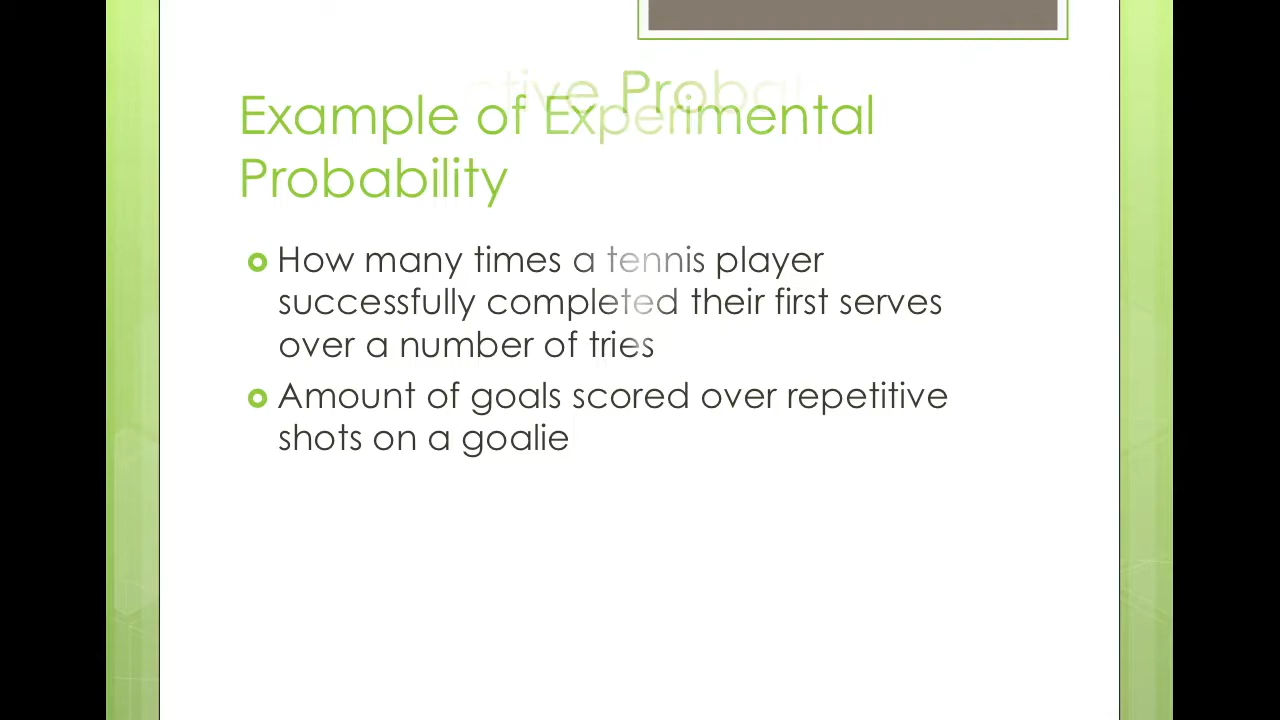 Example of Experimental
Probability
How many times a tennis player
successfully completed their first serves
over a number of tries
Amount of goals scored over repetitive
shots on a goalie